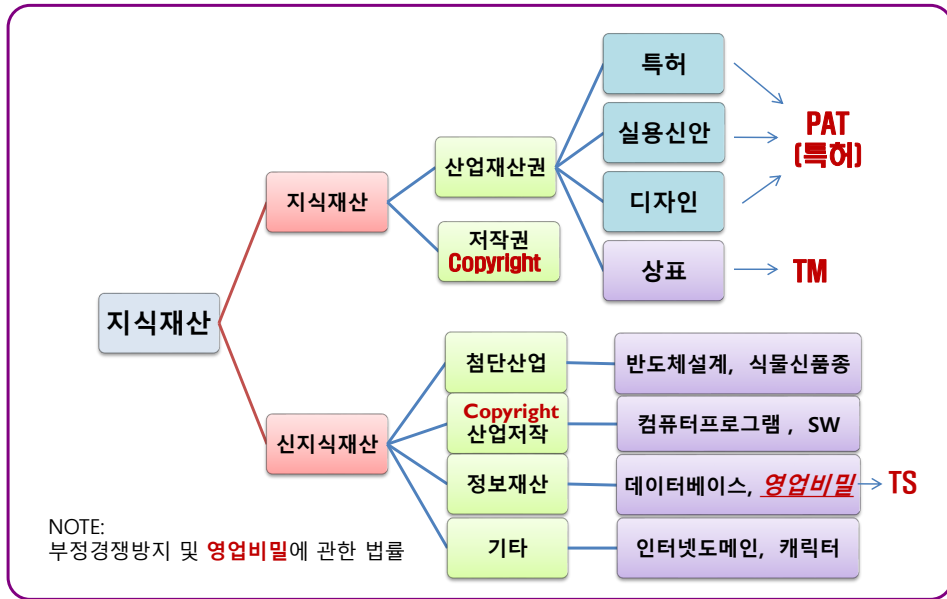 특허
실용신안
디자인
상표
PAT
(특허)
TM
산업재산권
저작권
Copyright
지식재산
지식재산
신지식재산
첨단산업
반도체설계, 식물신품종
Copyright
산업저작
컴퓨터프로그램 , SW
정보재산
데이터베이스, 영업비밀
TS
기타
인터넷도메인, 캐릭터
NOTE:
부정경쟁방지 및 영업비밀에 관한 법률